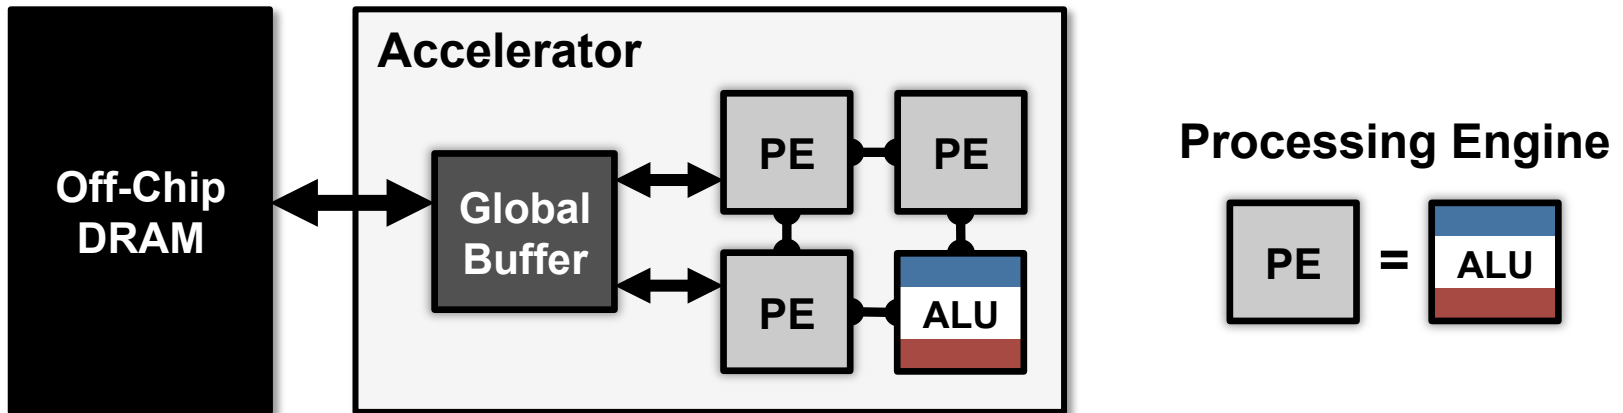 Accelerator
Off-Chip
DRAM
Global
Buffer
PE
PE
PE
ALU
Processing Engine
PE
=
ALU